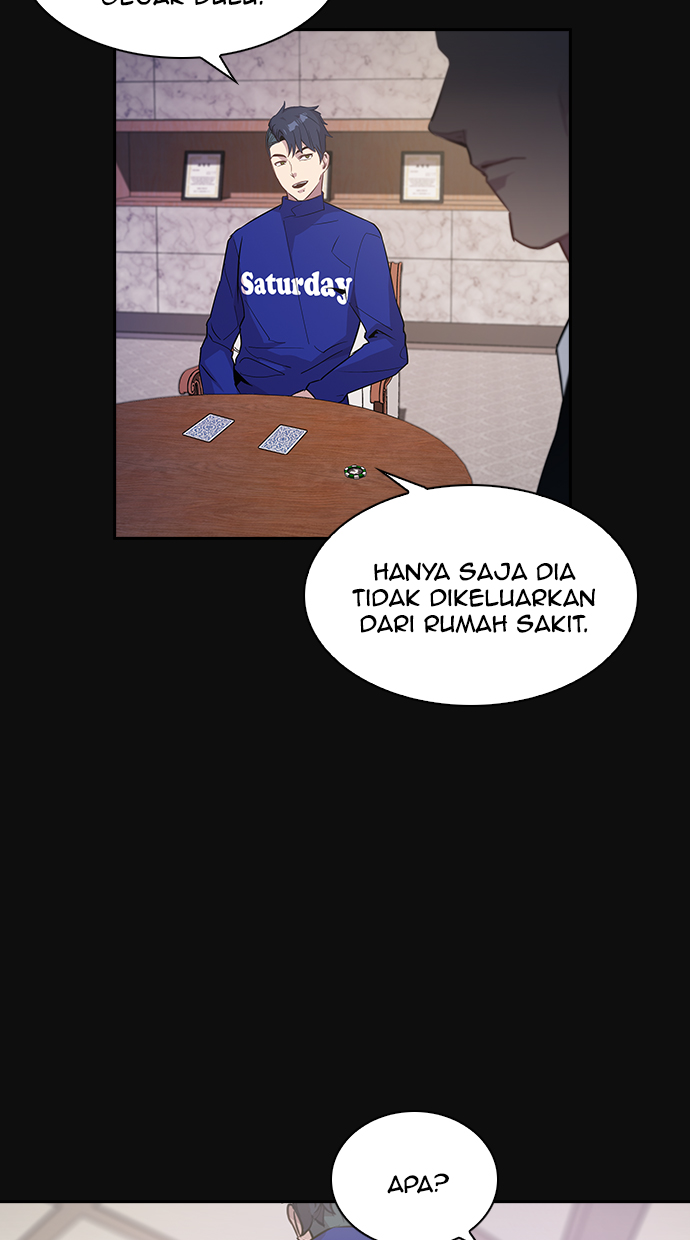 Saturday
HANYA SAJA DIA
TIDAK DIKELUARKAN
DARI RUMAH SAKIT.
APA?